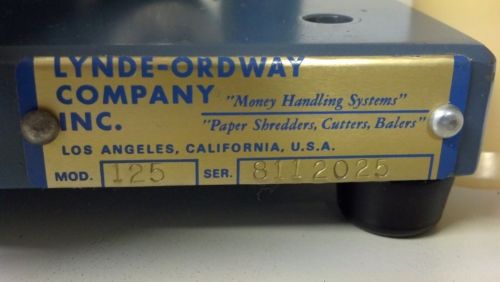 LYNDE-ORDWAY
COMPANY "Money Handling Systems"
INC. "Paper Shredders, Cutters, Balers"
LOS ANGELES, CALIFORNIA, U.S.A.
MOD. 125 SER. 8112025